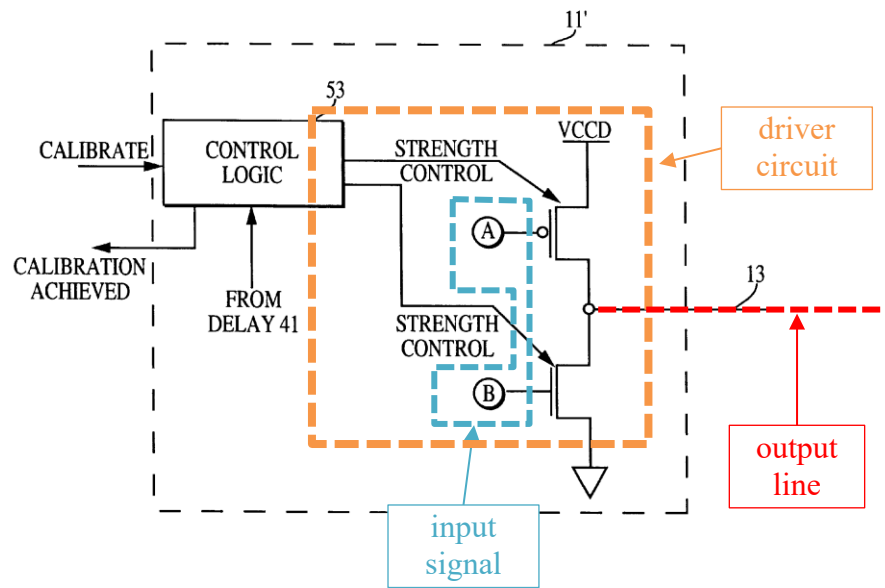 11'
53
CALIBRATE
CONTROL
LOGIC
STRENGTH
CONTROL
VCCD
driver
circuit
A
CALIBRATION
ACHIEVED
FROM
DELAY 41
STRENGTH
CONTROL
13
B
output
line
input
signal